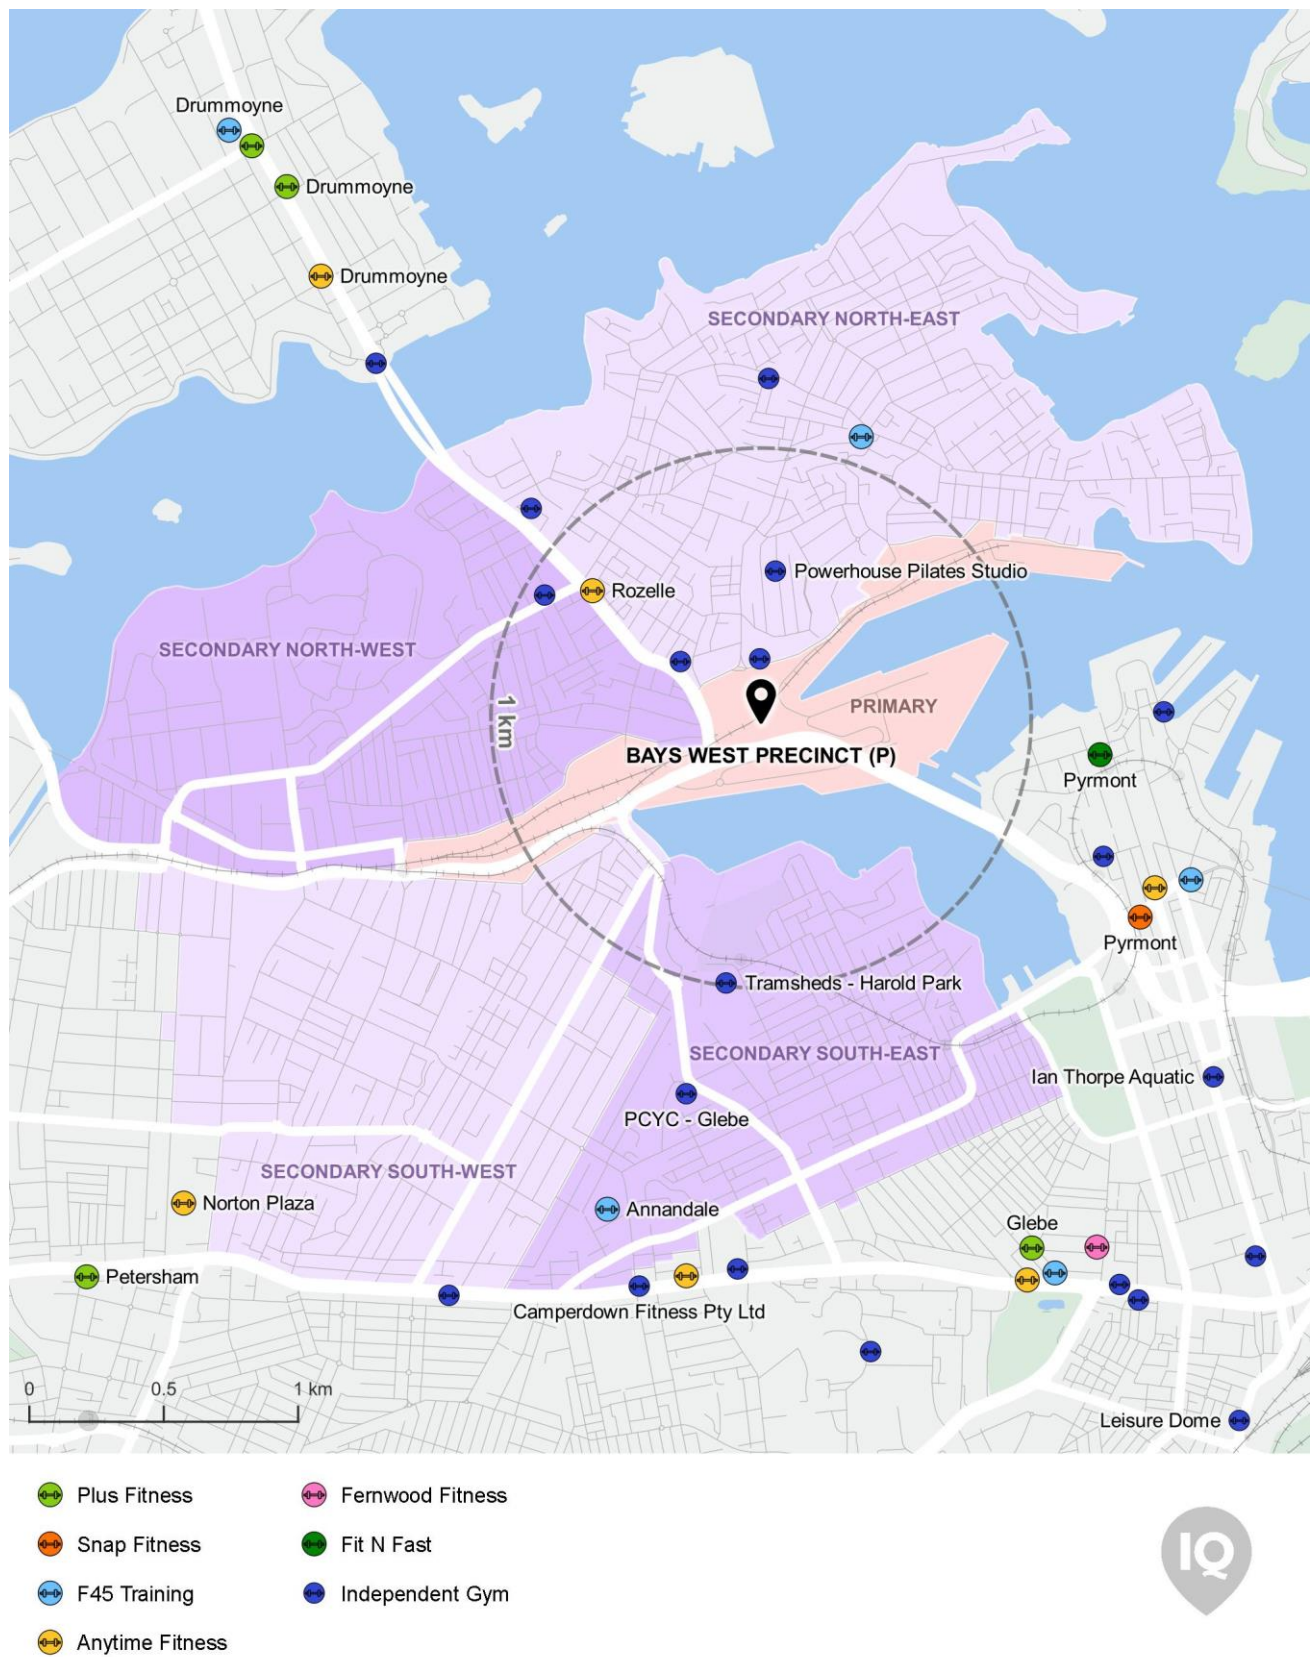 Drummoyne
Drummoyne
Drummoyne
SECONDARY NORTH-EAST
Powerhouse Pilates Studio
Rozelle
SECONDARY NORTH-WEST
1 km
PRIMARY
BAYS WEST PRECINCT (P)
Pyrmont
Pyrmont
Tramsheds - Harold Park
SECONDARY SOUTH-EAST
Ian Thorpe Aquatic
PCYC - Glebe
SECONDARY SOUTH-WEST
Norton Plaza
Annandale
Glebe
Petersham
Camperdown Fitness Pty Ltd
0 0.5 1 km
Leisure Dome
Plus Fitness
Snap Fitness
F45 Training
Anytime Fitness
Fernwood Fitness
Fit N Fast
Independent Gym
IQ